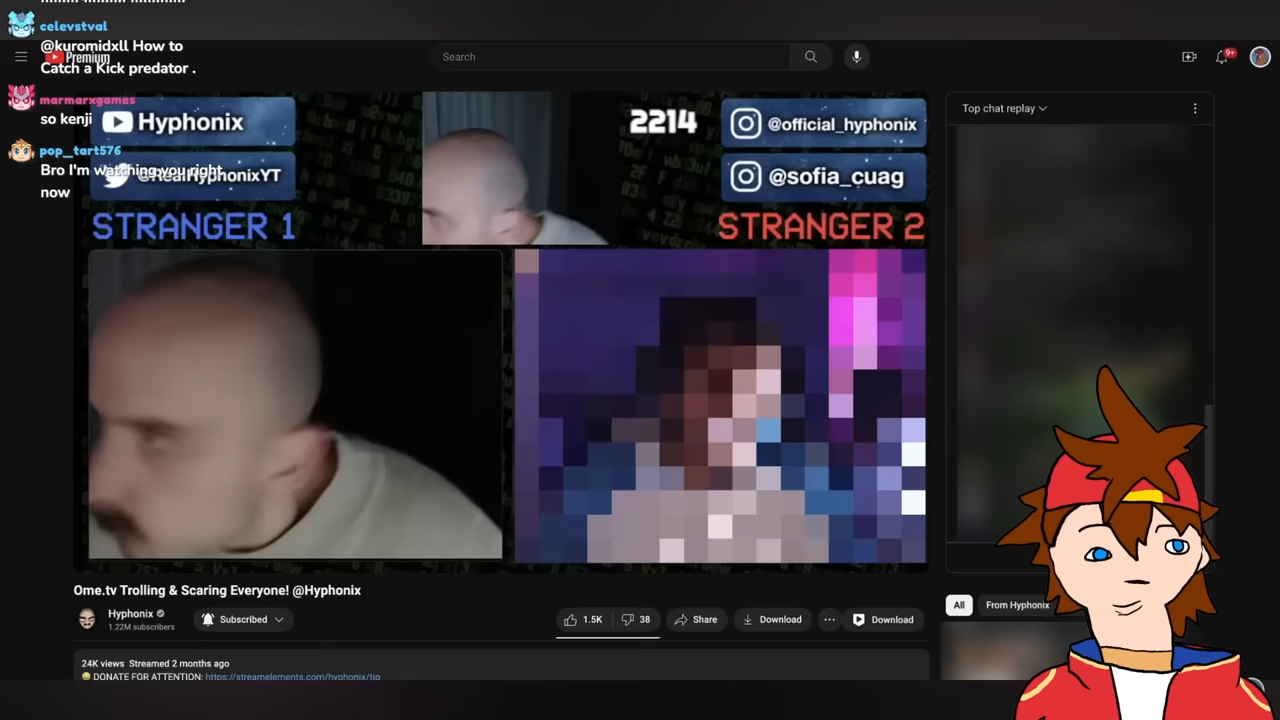 celevstval
@kuromidxll How to
Catch a Kick predator .
Premium
marmarxgames
so kenji
pop_tart576
Bro I'm watching you right
now
Search
9+
Hyphonix
@RealHyphonixYT
2214
@official_hyphonix
@sofia_cuag
STRANGER 1
STRANGER 2
Top chat replay
Ome.tv Trolling & Scaring Everyone! @Hyphonix
Hyphonix
1.22M subscribers
Subscribed
1.5K
38
Share
Download
Download
All
From Hyphonix
24K views Streamed 2 months ago
DONATE FOR ATTENTION: https://streamelements.com/hyphonix/tip